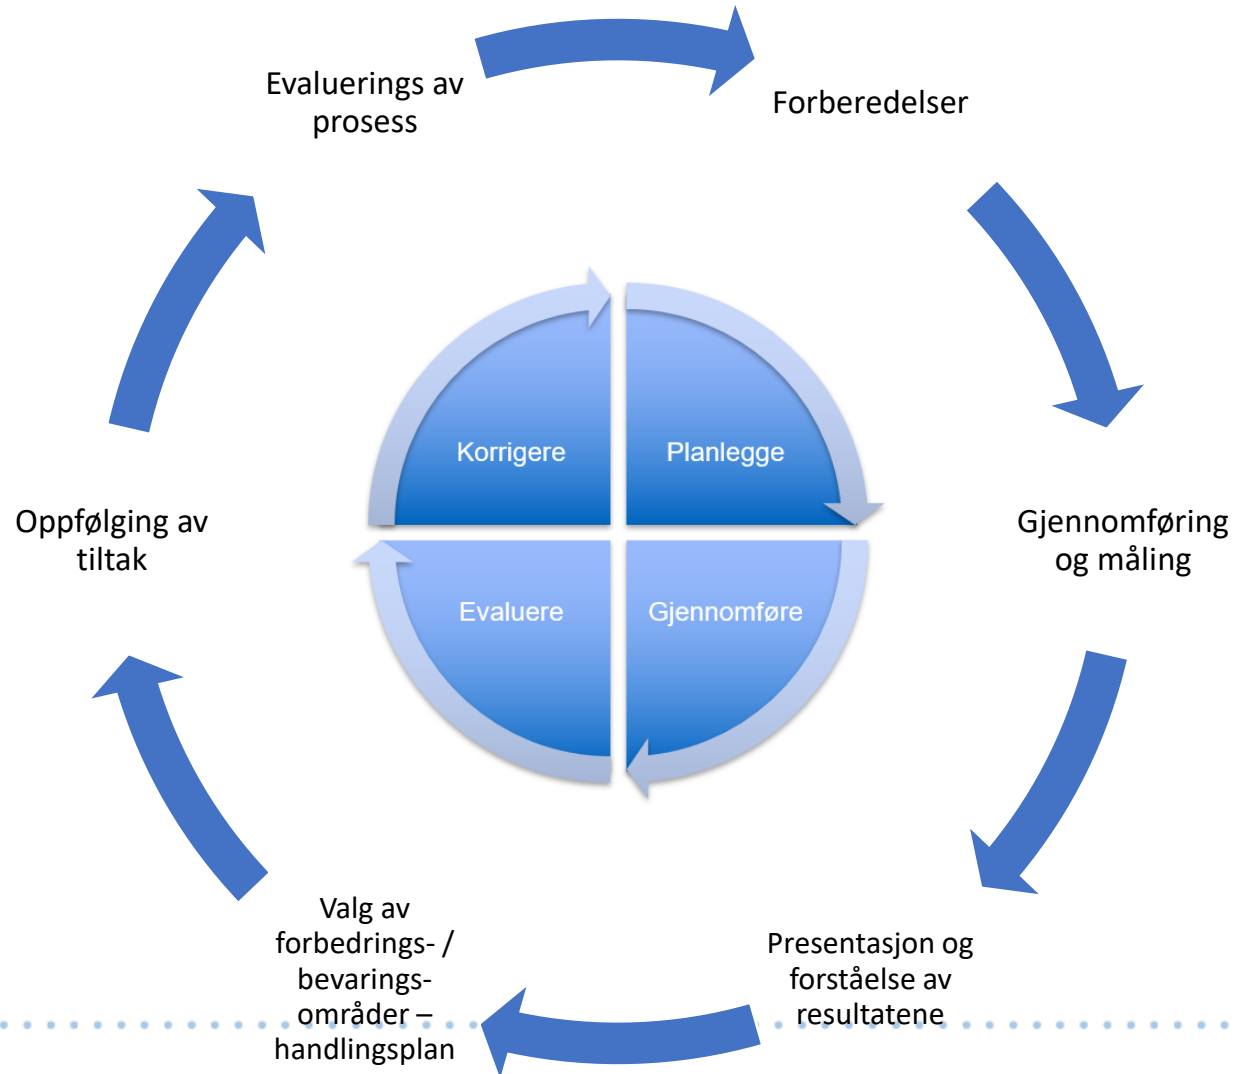 Evaluerings av
prosess
Forberedelser
Gjennomføring
og måling
Presentasjon og
forståelse av
resultatene
Valg av
forbedrings- /
bevarings-
områder –
handlingsplan
Oppfølging av
tiltak
Korrigere
Planlegge
Evaluere
Gjennomføre